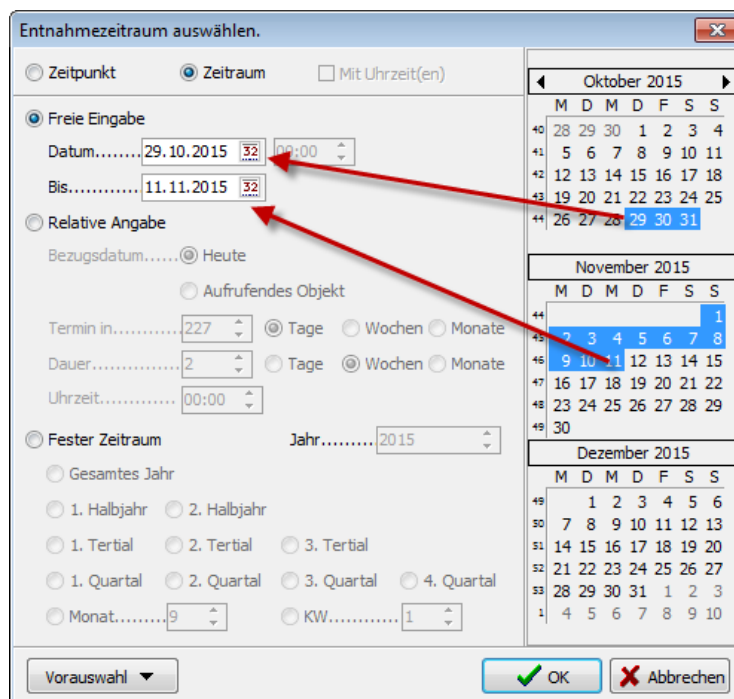 Entnahmezeitraum auswählen.
Zeitpunkt Zeitraum Mit Uhrzeit(en)
Freie Eingabe
Datum.......29.10.2015 32 00:00
Bis............11.11.2015 32
Relative Angabe
Bezugsdatum......Heute
Aufrufendes Objekt
Termin in............227 Tage Wochen Monate
Dauer.................2 Tage Wochen Monate
Uhrzeit............. 00:00
Fester Zeitraum Jahr.........2015
Gesamtes Jahr
1. Halbjahr 2. Halbjahr
1. Tertial 2. Tertial 3. Tertial
1. Quartal 2. Quartal 3. Quartal 4. Quartal
Monat.........9 KW............1
Vorauswahl OK Abbrechen
Oktober 2015
M D M D F S S
40 28 29 30 1 2 3 4
41 5 6 7 8 9 10 11
42 12 13 14 15 16 17 18
43 19 20 21 22 23 24 25
44 26 27 28 29 30 31
November 2015
M D M D F S S
44 1
45 2 3 4 5 6 7 8
46 9 10 11 12 13 14 15
47 16 17 18 19 20 21 22
48 23 24 25 26 27 28 29
49 30
Dezember 2015
M D M D F S S
49 1 2 3 4 5 6
50 7 8 9 10 11 12 13
51 14 15 16 17 18 19 20
52 21 22 23 24 25 26 27
53 28 29 30 31 1 2 3
1 4 5 6 7 8 9 10